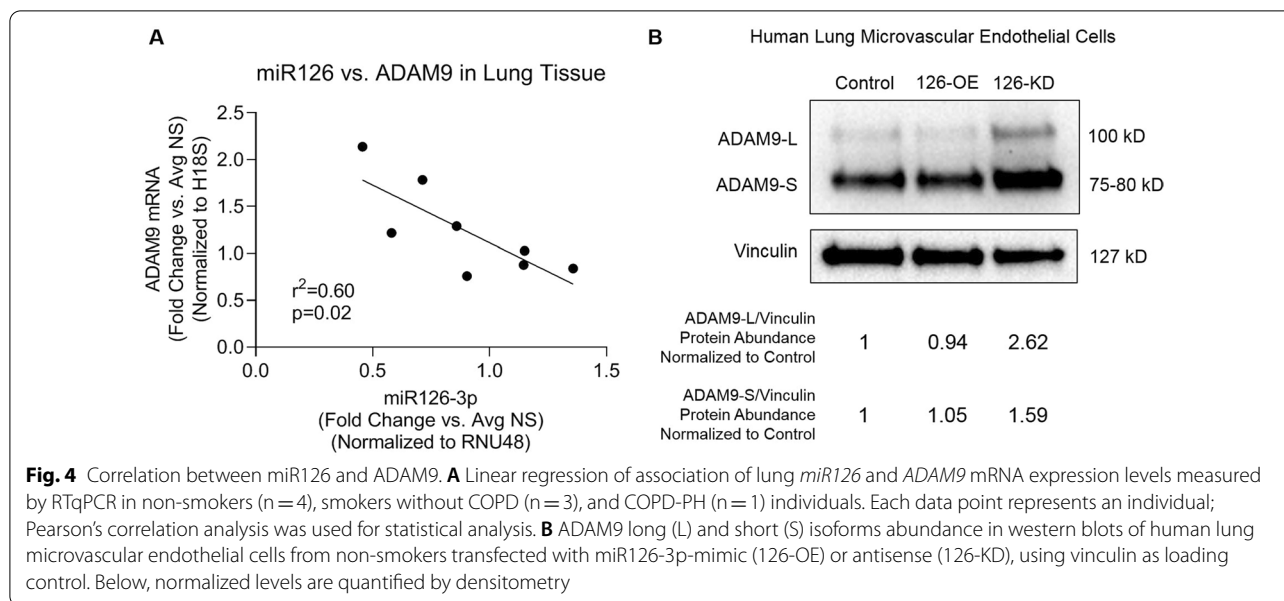 A
miR126 vs. ADAM9 in Lung Tissue
ADAM9 mRNA
(Fold Change vs. Avg NS)
(Normalized to H18S)
2.5
2.0
1.5
1.0
0.5
0.0
r²=0.60
p=0.02
0.0
0.5
1.0
1.5
miR126-3p
(Fold Change vs. Avg NS)
(Normalized to RNU48)
B
Human Lung Microvascular Endothelial Cells
Control 126-OE 126-KD
ADAM9-L 100 kD
ADAM9-S 75-80 kD
Vinculin 127 kD
ADAM9-L/Vinculin
Protein Abundance
Normalized to Control
1 0.94 2.62
ADAM9-S/Vinculin
Protein Abundance
Normalized to Control
1 1.05 1.59
Fig. 4 Correlation between miR126 and ADAM9. A Linear regression of association of lung miR126 and ADAM9 mRNA expression levels measured
by RTqPCR in non-smokers (n = 4), smokers without COPD (n = 3), and COPD-PH (n = 1) individuals. Each data point represents an individual;
Pearson's correlation analysis was used for statistical analysis. B ADAM9 long (L) and short (S) isoforms abundance in western blots of human lung
microvascular endothelial cells from non-smokers transfected with miR126-3p-mimic (126-OE) or antisense (126-KD), using vinculin as loading
control. Below, normalized levels are quantified by densitometry